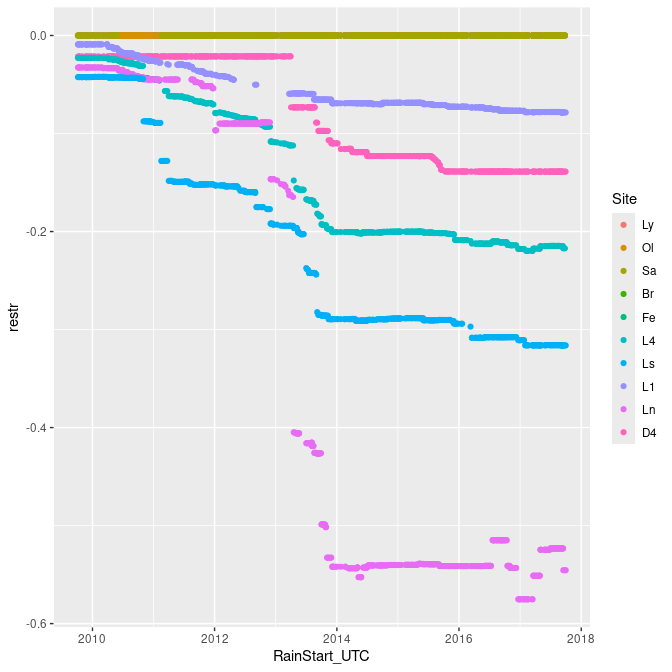 0.0
-0.2
-0.4
-0.6
restr
2010
2012
2014
2016
2018
RainStart_UTC
Site
Ly
Ol
Sa
Br
Fe
L4
Ls
L1
Ln
D4